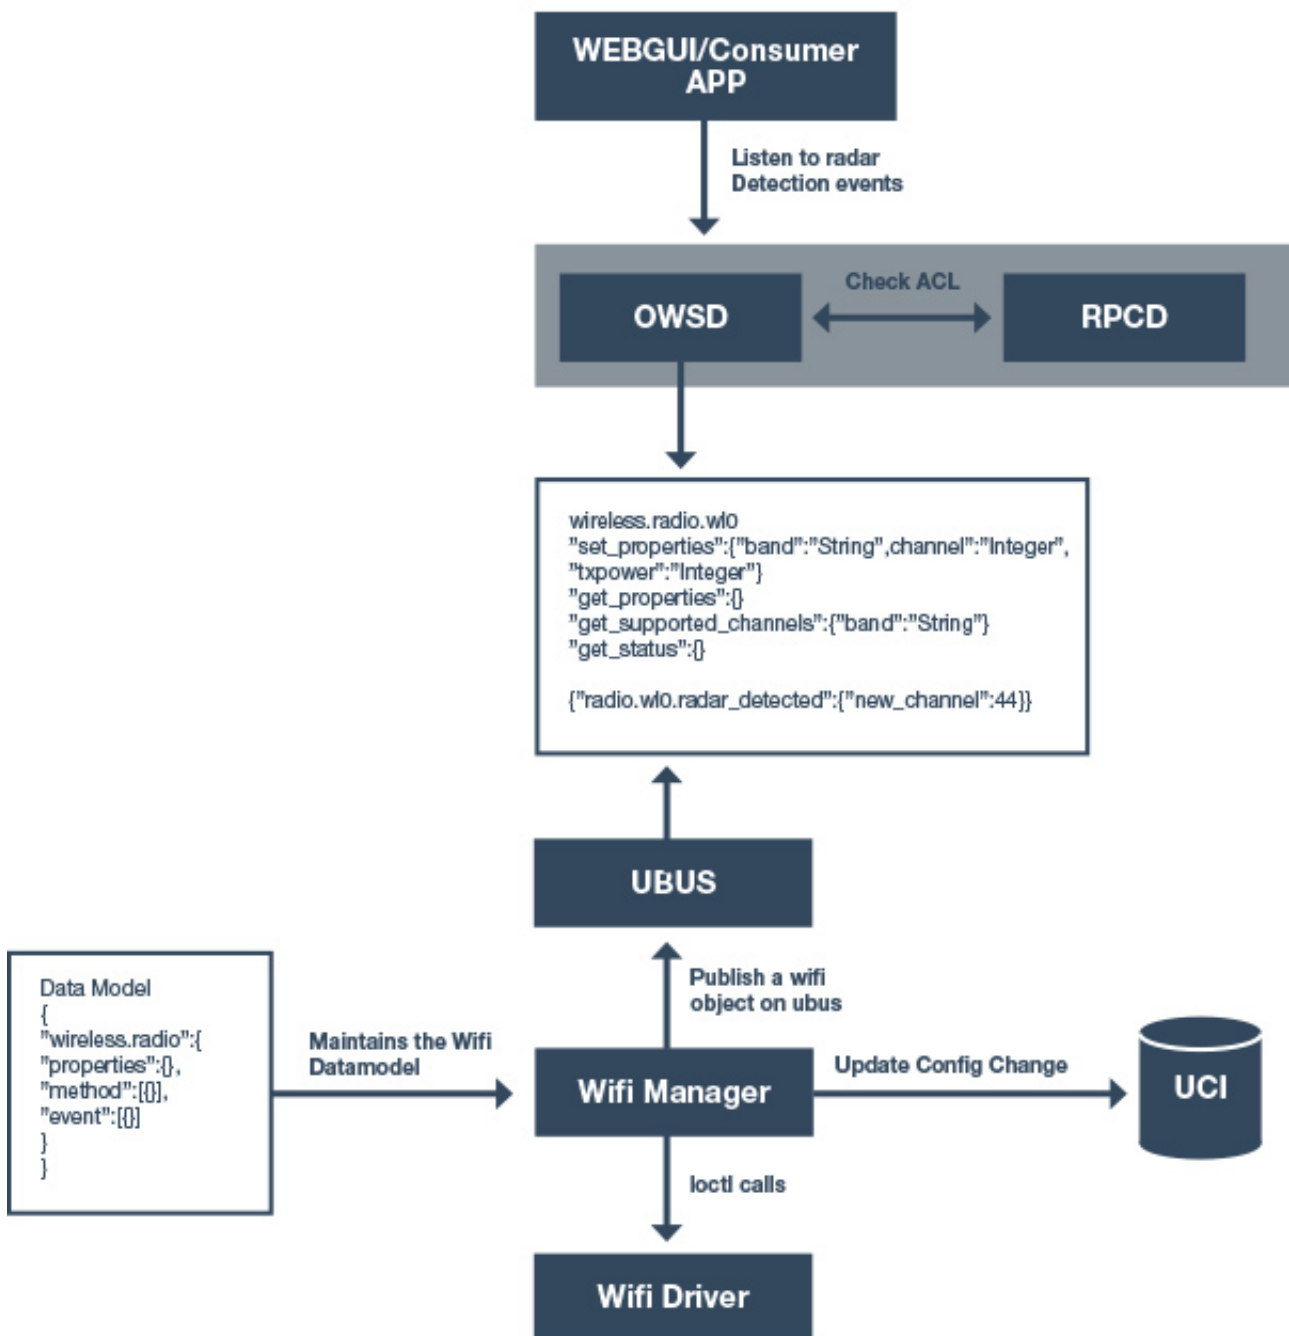 WEBGUI/Consumer
APP
Listen to radar
Detection events
OWSD
Check ACL
RPCD
wireless.radio.wl0
"set_properties":{"band":"String",channel":"Integer",
"txpower":"Integer"}
"get_properties":{}
"get_supported_channels":{"band":"String"}
"get_status":{}
{"radio.wl0.radar_detected":{"new_channel":44}}
UBUS
Publish a wifi
object on ubus
Data Model
{
"wireless.radio":{
"properties":{},
"method":[{}],
"event":[{}]
}
}
Maintains the Wifi
Datamodel
Wifi Manager
Update Config Change
UCI
Ioctl calls
Wifi Driver